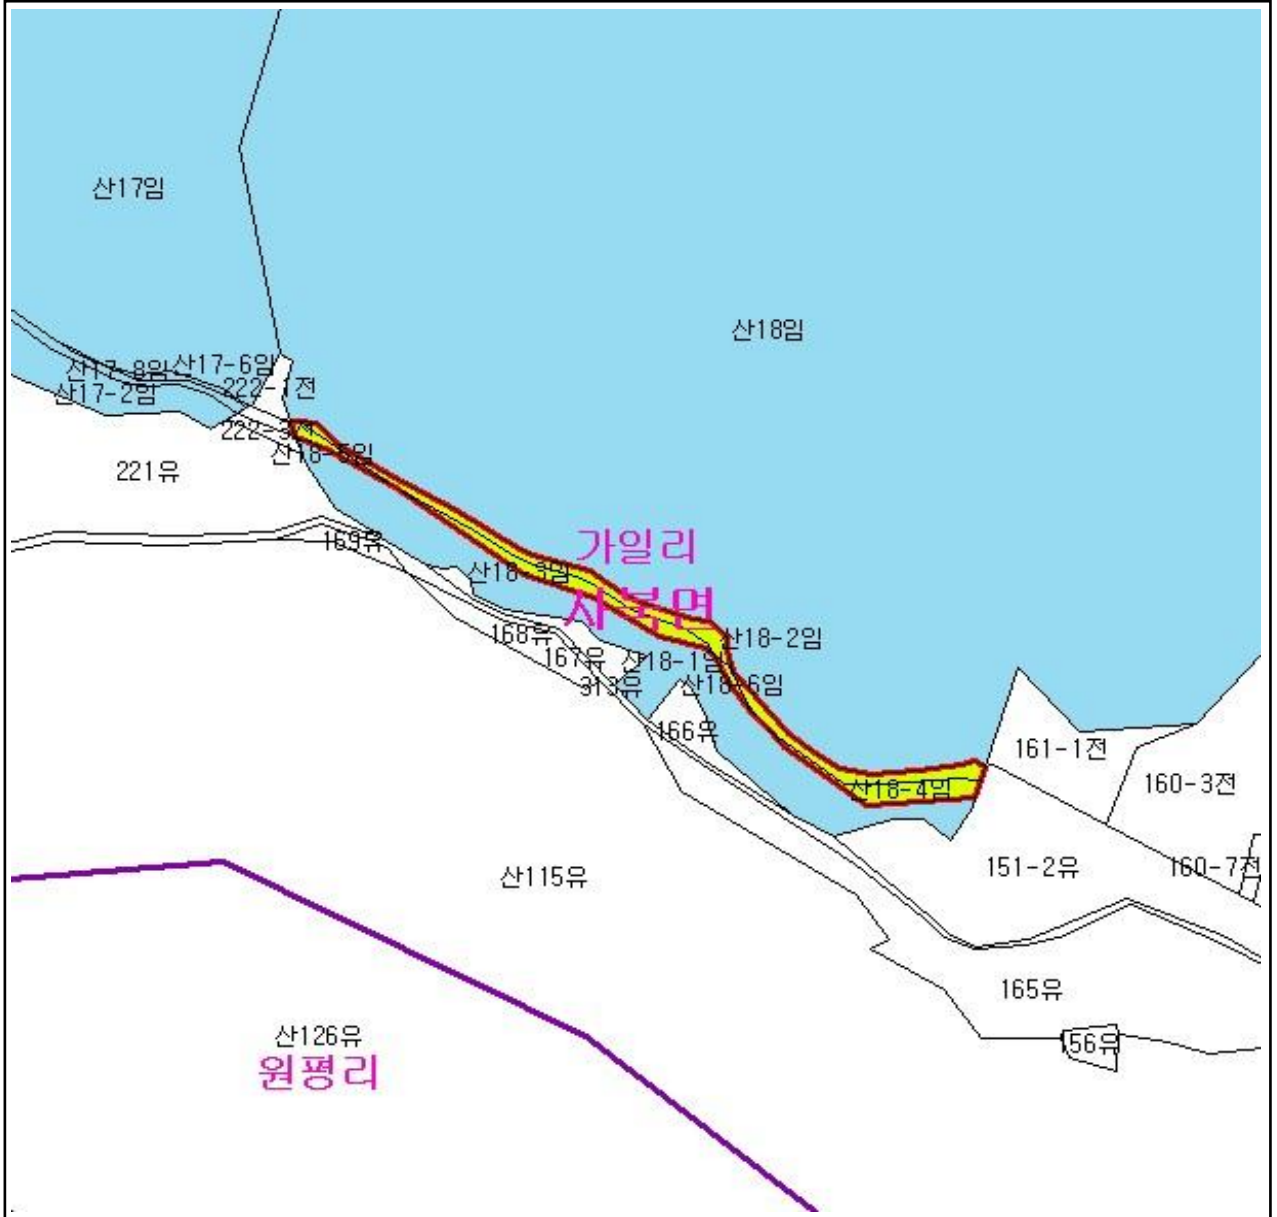 산17임
산18임
산17-8임
산17-6임
222-1전
산17-2임
산18-5임
221유
169유
가일리
산18-3임
사북면
168유
산18-2임
167유
산18-1임
313유
산18-6임
166유
161-1전
160-3전
산18-4임
151-2유
160-7전
산115유
165유
산126유
56유
원평리